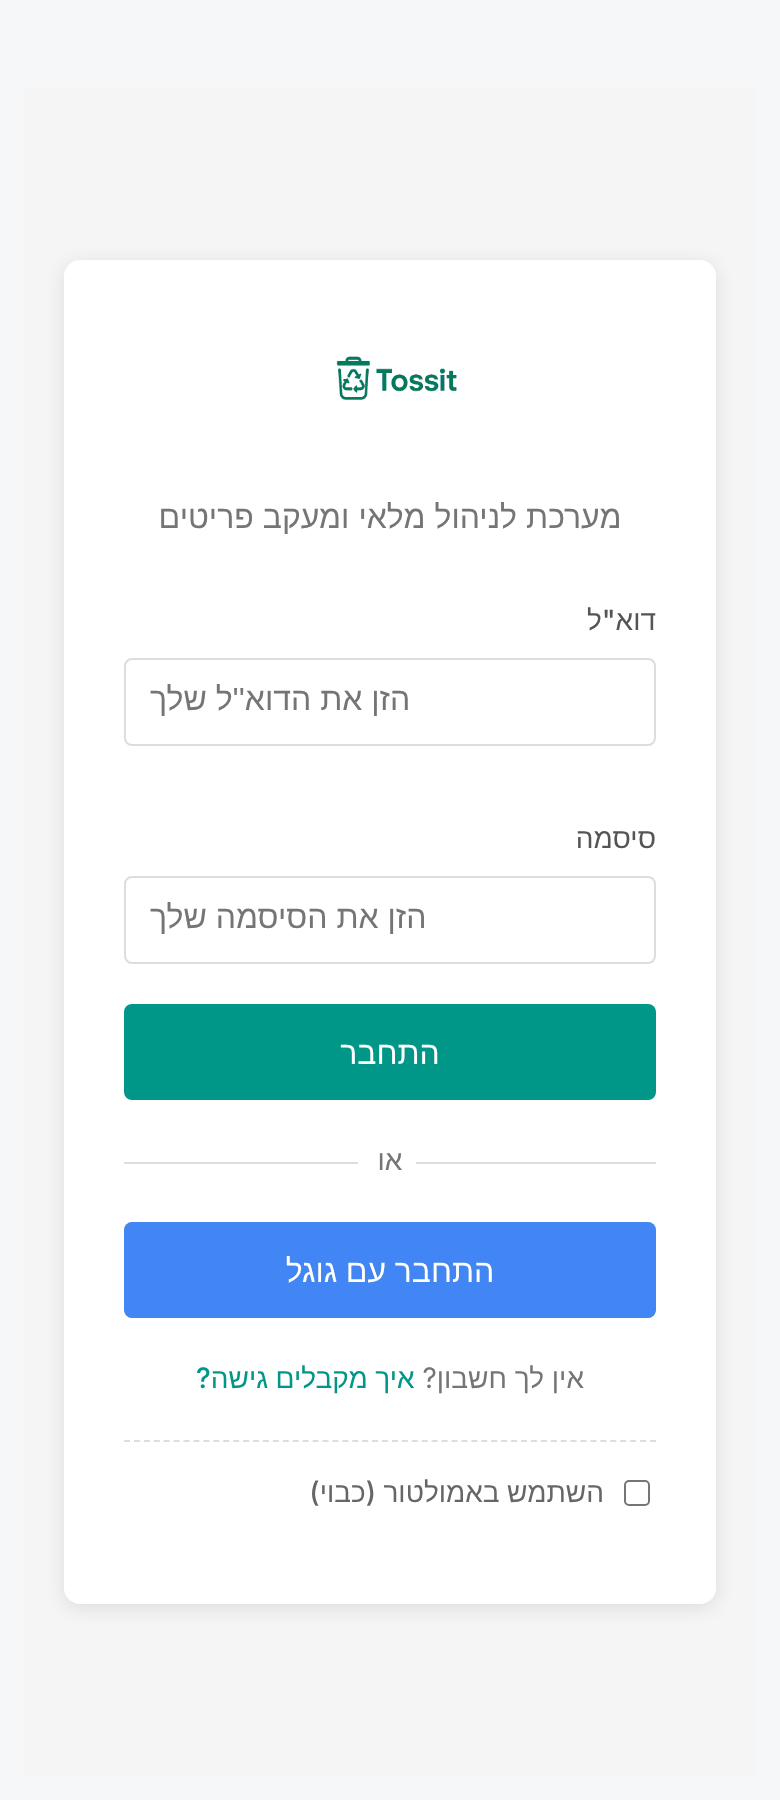 Tossit
מערכת לניהול מלאי ומעקב פריטים
דוא"ל
הזן את הדוא"ל שלך
סיסמה
הזן את הסיסמה שלך
התחבר
או
התחבר עם גוגל
אין לך חשבון? איך מקבלים גישה?
השתמש באמולטור (כבוי)